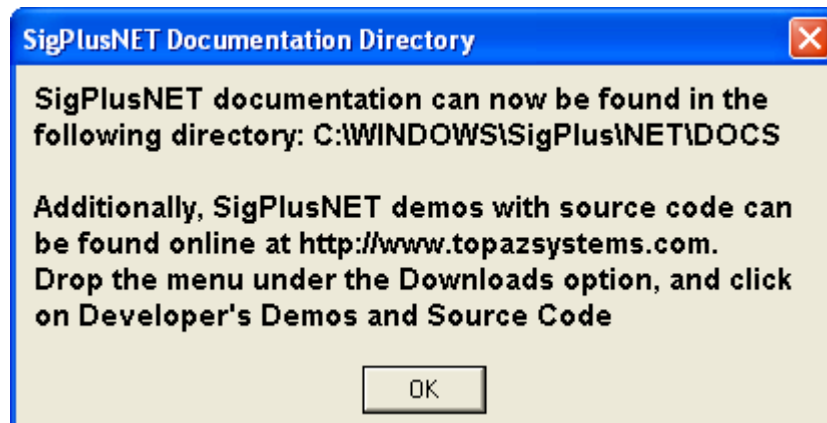 SigPlusNET Documentation Directory
SigPlusNET documentation can now be found in the
following directory: C:\WINDOWS\SigPlus\NET\DOCS
Additionally, SigPlusNET demos with source code can
be found online at http://www.topazsystems.com.
Drop the menu under the Downloads option, and click
on Developer's Demos and Source Code
OK